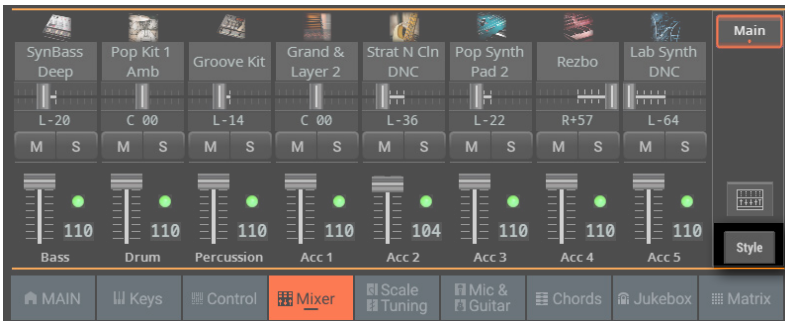 SynBass Pop Kit 1 Groove Kit Grand & Strat N Cln Pop Synth Rezbo Lab Synth Main
Deep Amb Layer 2 DNC Pad 2 DNC
L-20 C 00 L-14 C 00 L-36 L-22 R+57 L-64
M S M S M S M S M S M S M S M S
110 110 110 110 104 110 110 110 Style
Bass Drum Percussion Acc 1 Acc 2 Acc 3 Acc 4 Acc 5
MAIN Keys Control Mixer Scale Mic & Chords Jukebox Matrix
Tuning Guitar